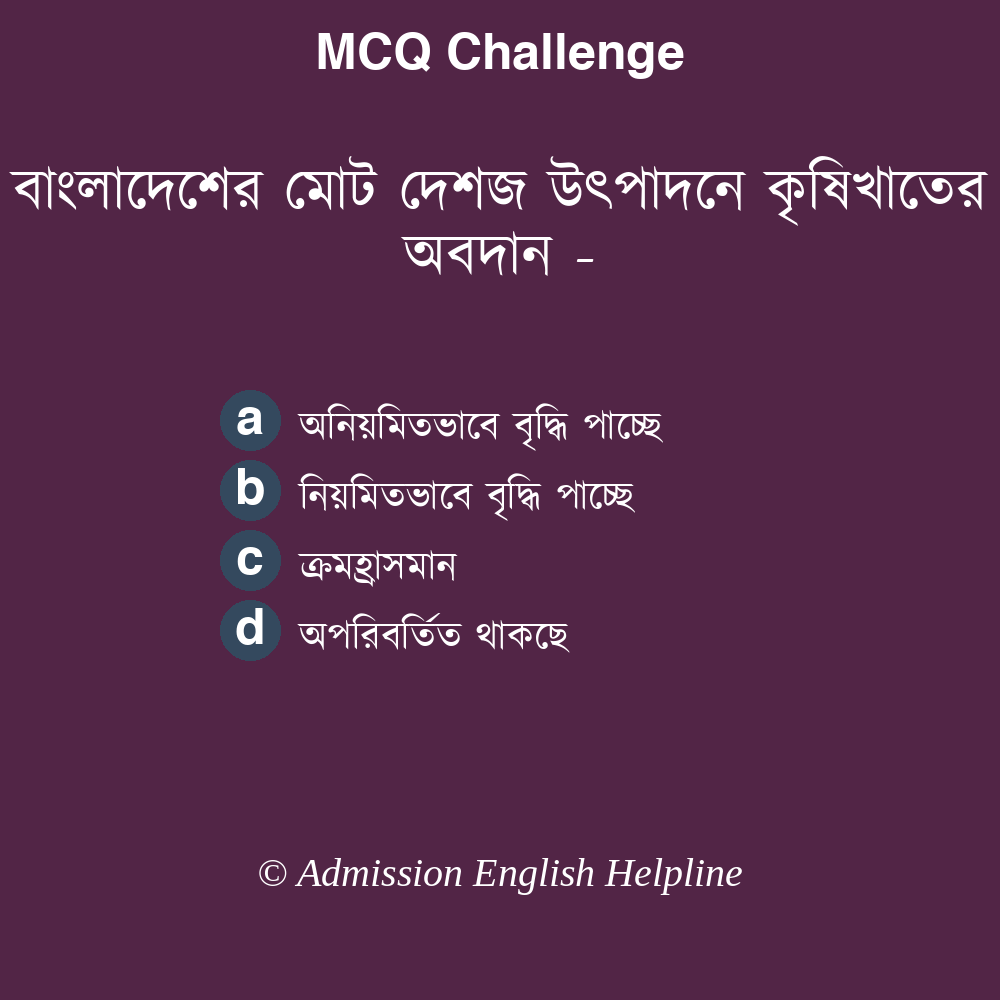 MCQ Challenge
বাংলাদেশের মোট দেশজ উৎপাদনে কৃষিখাতের
অবদান -
a অনিয়মিতভাবে বৃদ্ধি পাচ্ছে
b নিয়মিতভাবে বৃদ্ধি পাচ্ছে
c ক্রমহ্রাসমান
d অপরিবর্তিত থাকছে
© Admission English Helpline